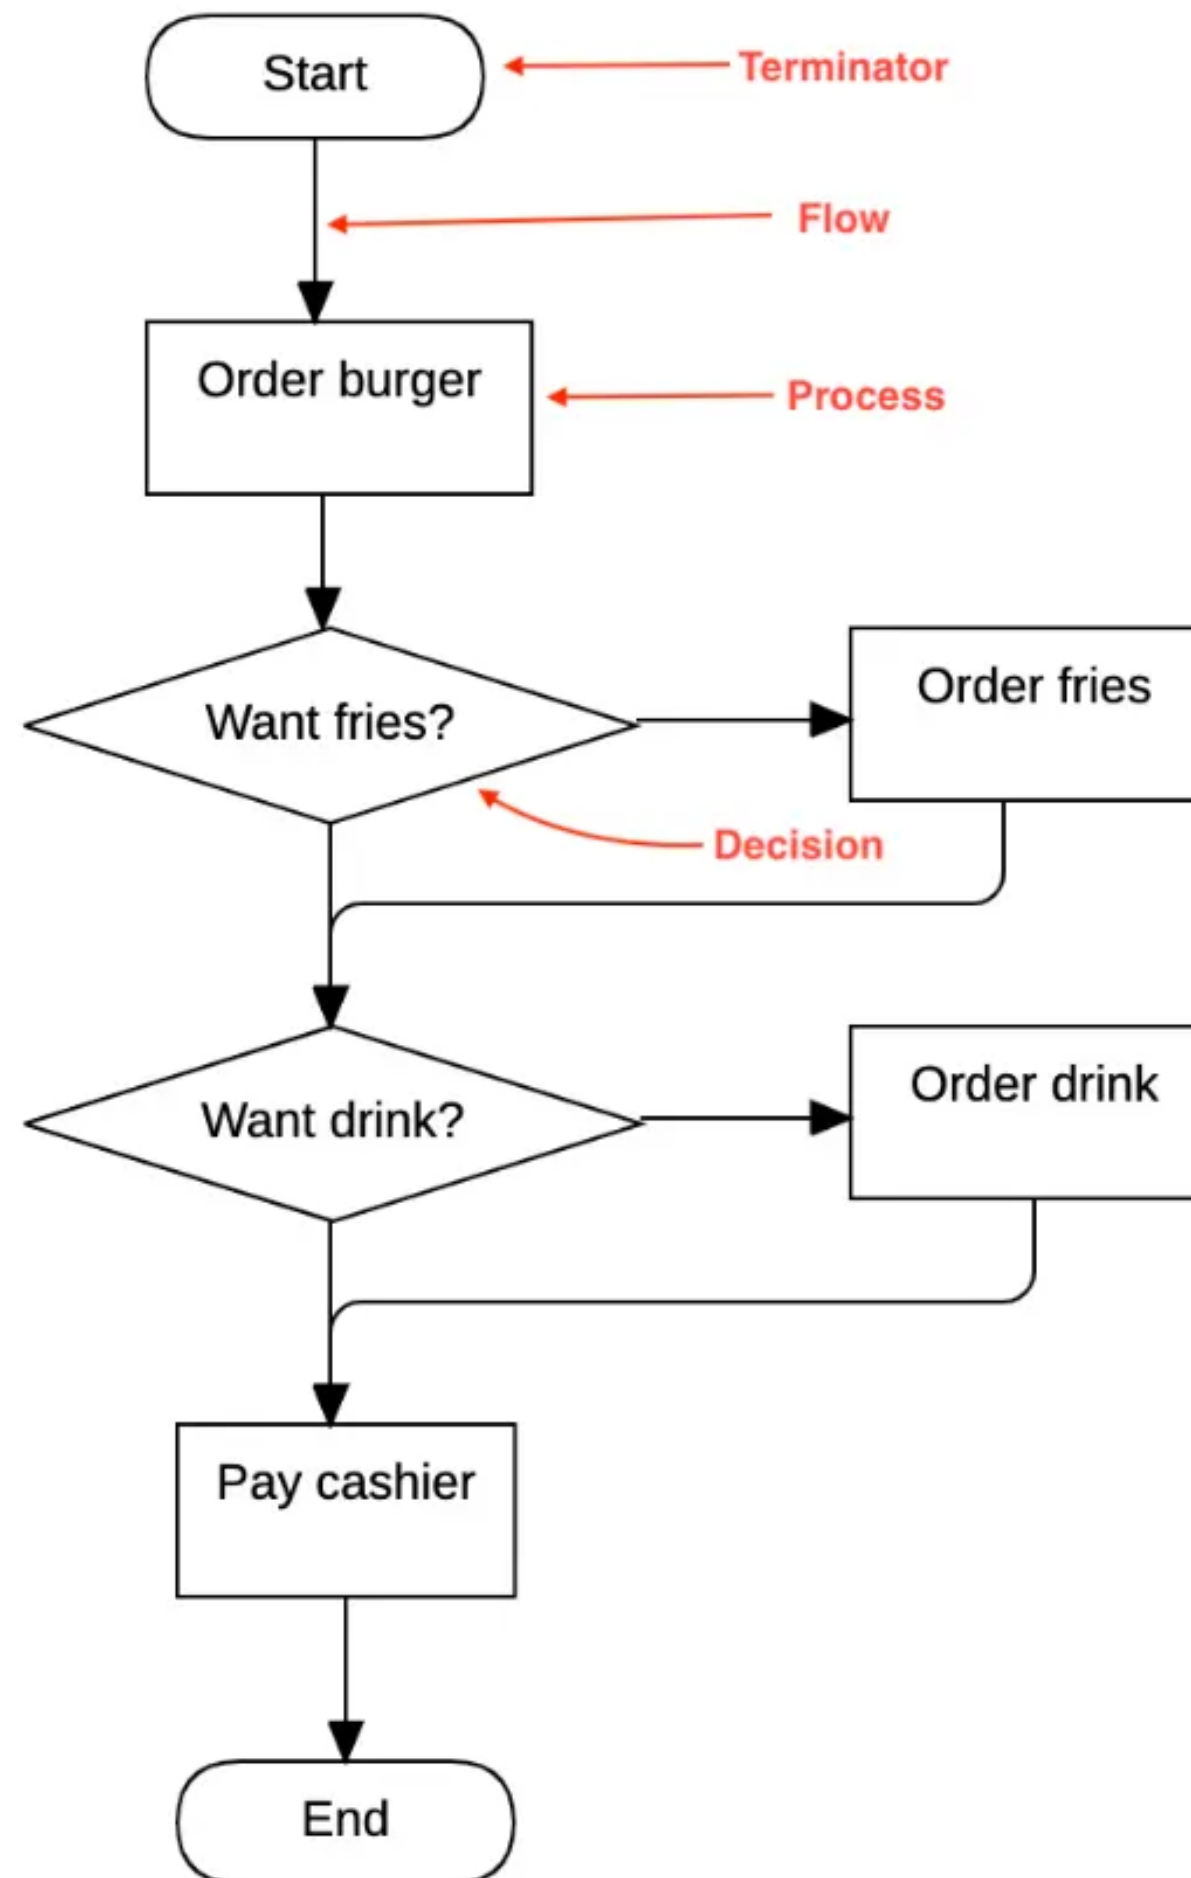 Start
Terminator
Flow
Order burger
Process
Want fries?
Order fries
Decision
Want drink?
Order drink
Pay cashier
End